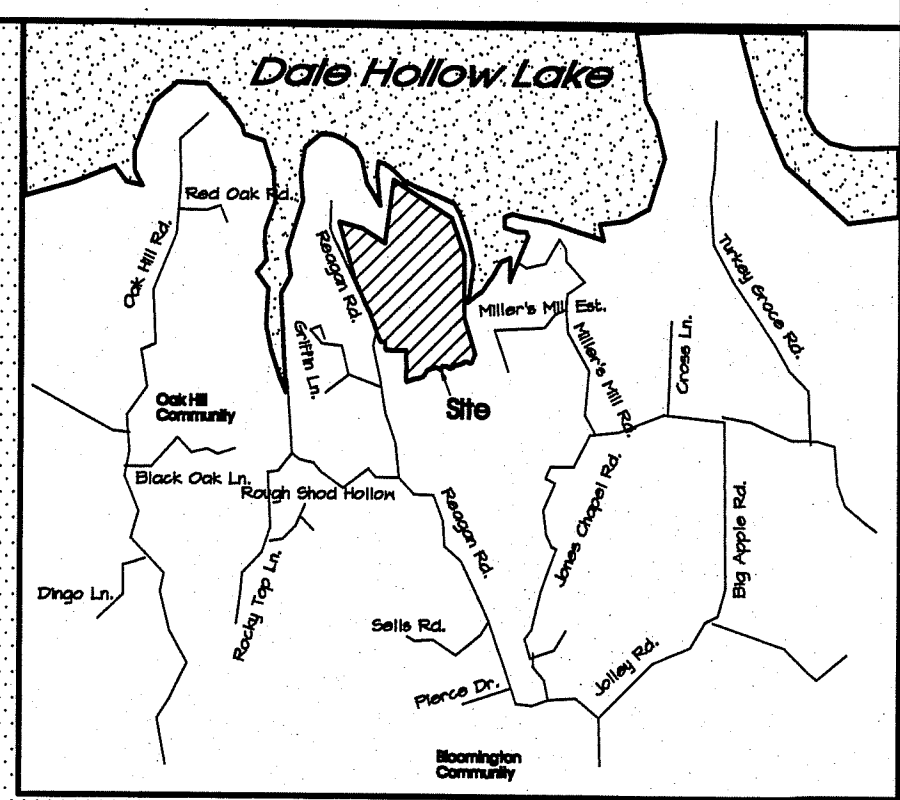 Dale Hollow Lake
Red Oak Rd.
Oak Hill Rd.
Reagan Rd.
Turkey Groce Rd.
Miller's Mill Est.
Griffin Ln.
Miller's Mill Rd.
Cross Ln.
Oak Hill
Community
Site
Black Oak Ln.
Rough Shod Hollow
Reagan Rd.
Jones Chapel Rd.
Big Apple Rd.
Dingo Ln.
Rocky Top Ln.
Sells Rd.
Jolley Rd.
Pierce Dr.
Bloomington
Community